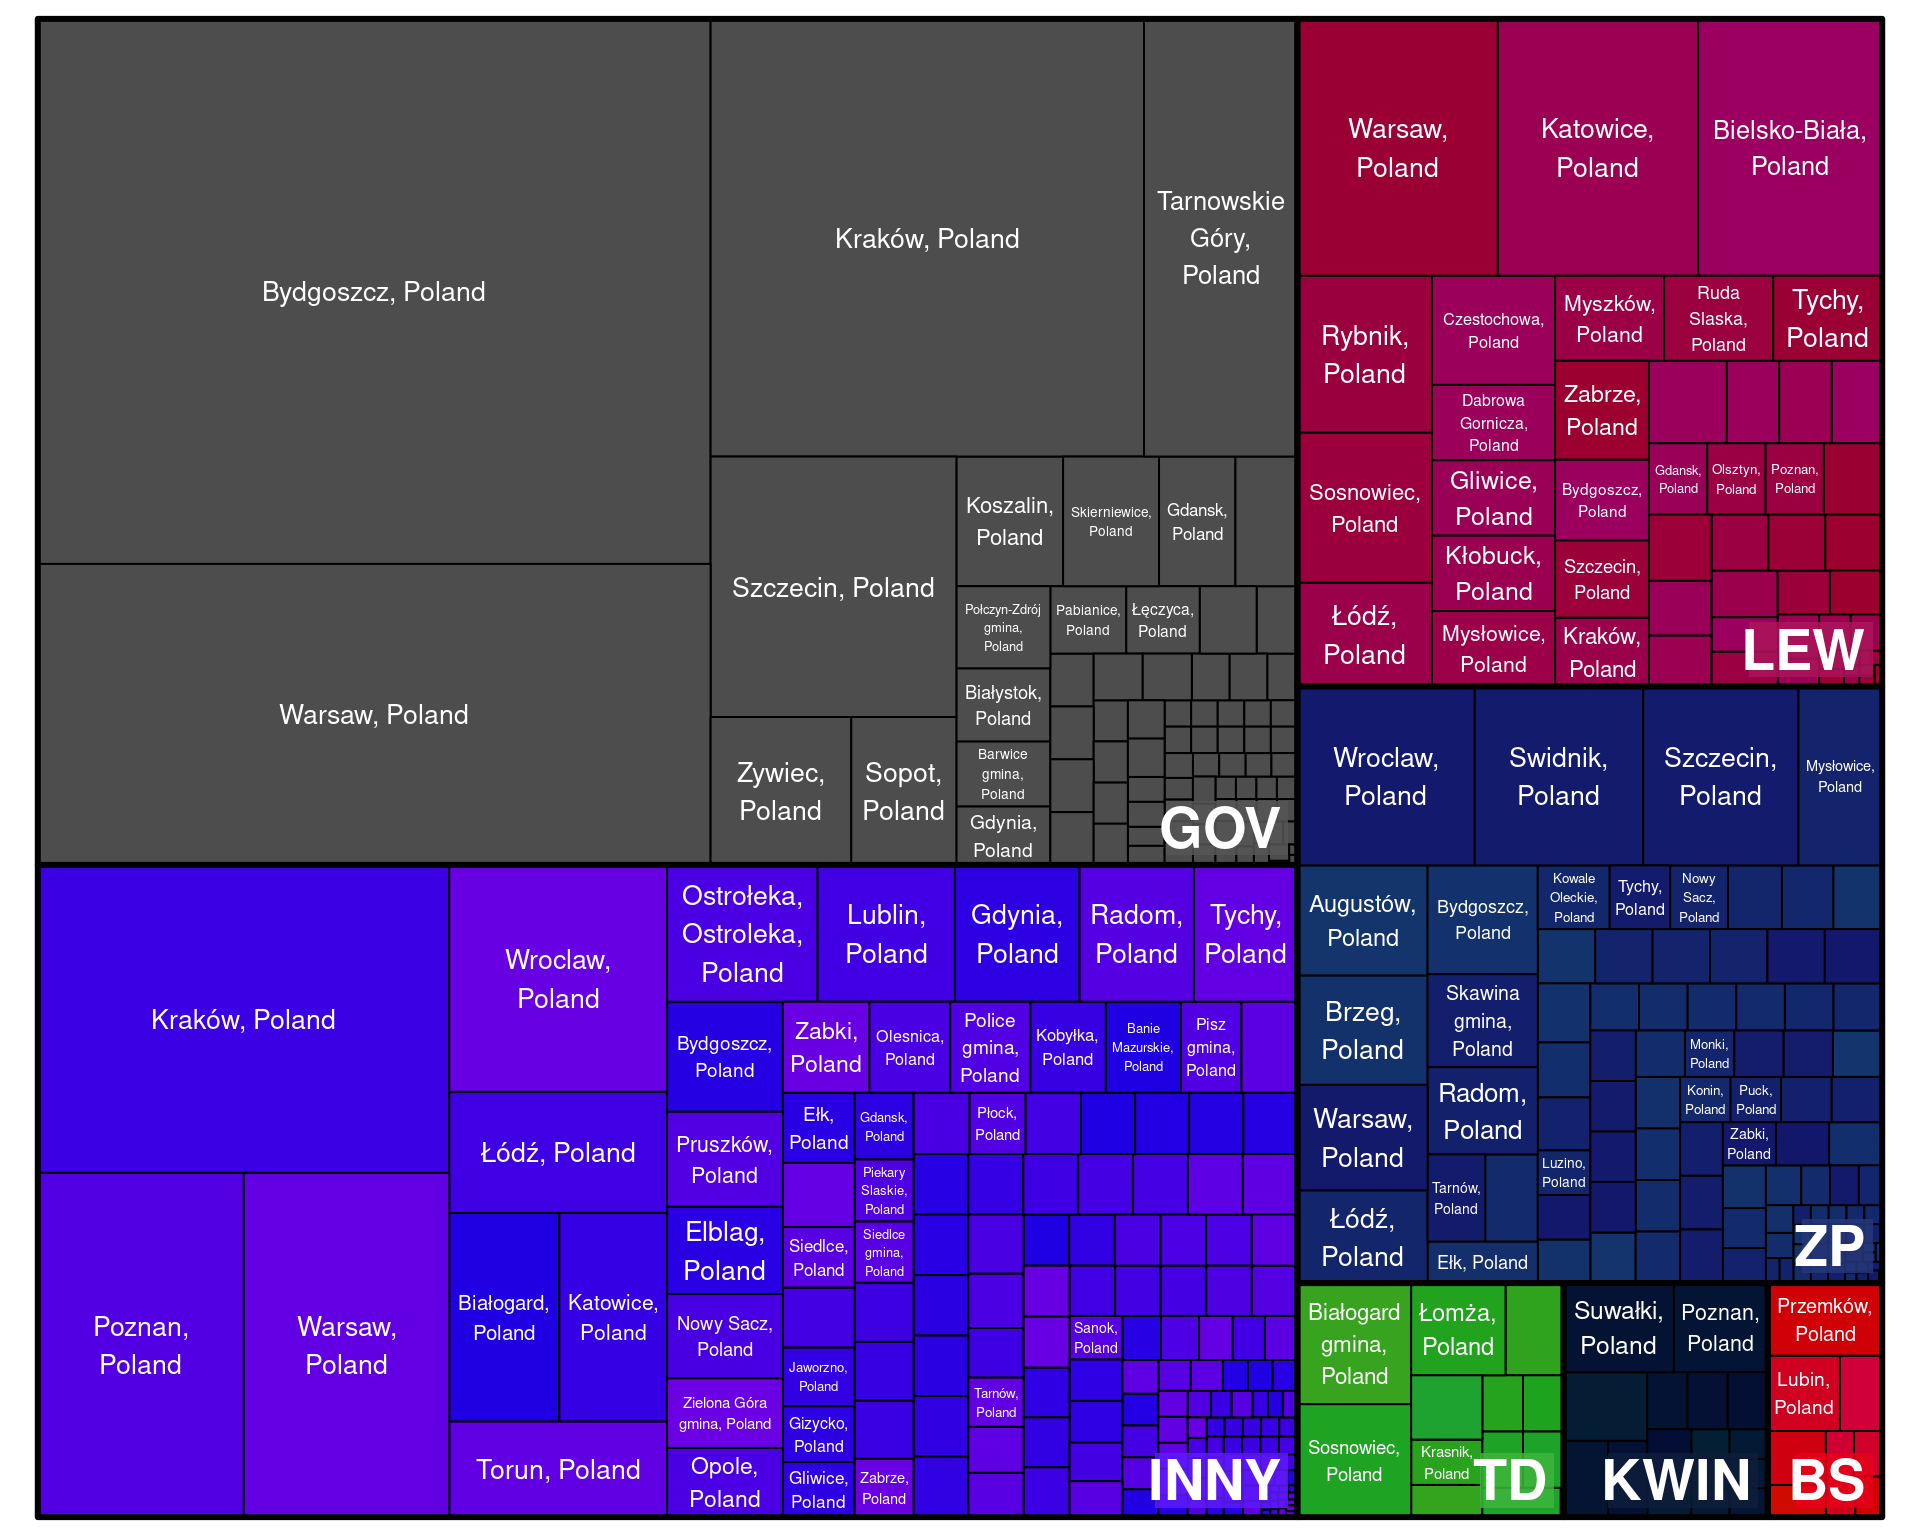 Bydgoszcz, Poland
Warsaw, Poland
Kraków, Poland
Tarnowskie
Góry,
Poland
Szczecin, Poland
Zywiec,
Poland
Sopot,
Poland
Koszalin,
Poland
Skierniewice,
Poland
Gdansk,
Poland
Połczyn-Zdrój
gmina,
Poland
Pabianice,
Poland
Łęczyca,
Poland
Białystok,
Poland
Barwice
gmina,
Poland
Gdynia,
Poland
GOV
Warsaw,
Poland
Katowice,
Poland
Bielsko-Biała,
Poland
Rybnik,
Poland
Sosnowiec,
Poland
Łódź,
Poland
Czestochowa,
Poland
Dabrowa
Gornicza,
Poland
Gliwice,
Poland
Kłobuck,
Poland
Mysłowice,
Poland
Myszków,
Poland
Ruda
Slaska,
Poland
Tychy,
Poland
Zabrze,
Poland
Bydgoszcz,
Poland
Szczecin,
Poland
Kraków,
Poland
Gdansk,
Poland
Olsztyn,
Poland
Poznan,
Poland
LEW
Kraków, Poland
Poznan,
Poland
Warsaw,
Poland
Wroclaw,
Poland
Łódź, Poland
Białogard,
Poland
Katowice,
Poland
Torun, Poland
Ostrołeka,
Ostroleka,
Poland
Lublin,
Poland
Gdynia,
Poland
Radom,
Poland
Tychy,
Poland
Bydgoszcz,
Poland
Pruszków,
Poland
Elblag,
Poland
Nowy Sacz,
Poland
Zielona Góra
gmina, Poland
Opole,
Poland
Zabki,
Poland
Olesnica,
Poland
Police
gmina,
Poland
Kobyłka,
Poland
Banie
Mazurskie,
Poland
Pisz
gmina,
Poland
Ełk,
Poland
Gdansk,
Poland
Płock,
Poland
Piekary
Slaskie,
Poland
Siedlce,
Poland
Siedlce
gmina,
Poland
Jaworzno,
Poland
Gizycko,
Poland
Gliwice,
Poland
Zabrze,
Poland
Tarnów,
Poland
Sanok,
Poland
INNY
Wroclaw,
Poland
Swidnik,
Poland
Szczecin,
Poland
Mysłowice,
Poland
Augustów,
Poland
Brzeg,
Poland
Warsaw,
Poland
Łódź,
Poland
Bydgoszcz,
Poland
Skawina
gmina,
Poland
Radom,
Poland
Tarnów,
Poland
Ełk, Poland
Kowale
Oleckie,
Poland
Tychy,
Poland
Nowy
Sacz,
Poland
Monki,
Poland
Konin,
Poland
Puck,
Poland
Zabki,
Poland
Luzino,
Poland
ZP
Białogard
gmina,
Poland
Sosnowiec,
Poland
Łomża,
Poland
Krasnik,
Poland
TD
Suwałki,
Poland
Poznan,
Poland
KWIN
Przemków,
Poland
Lubin,
Poland
BS